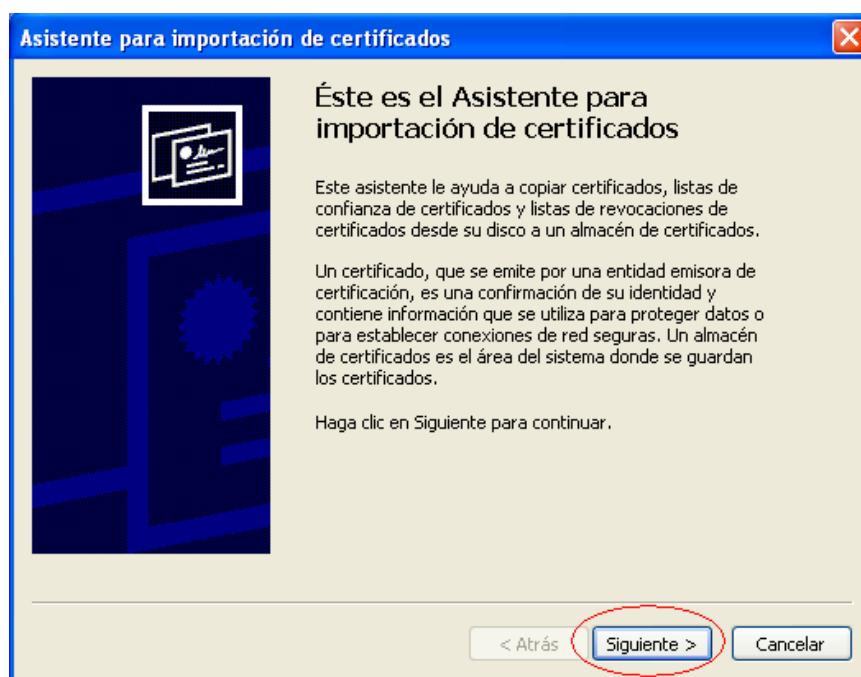 Asistente para importación de certificados
Éste es el Asistente para
importación de certificados
Este asistente le ayuda a copiar certificados, listas de
confianza de certificados y listas de revocaciones de
certificados desde su disco a un almacén de certificados.
Un certificado, que se emite por una entidad emisora de
certificación, es una confirmación de su identidad y
contiene información que se utiliza para proteger datos o
para establecer conexiones de red seguras. Un almacén
de certificados es el área del sistema donde se guardan
los certificados.
Haga clic en Siguiente para continuar.
< Atrás Siguiente > Cancelar